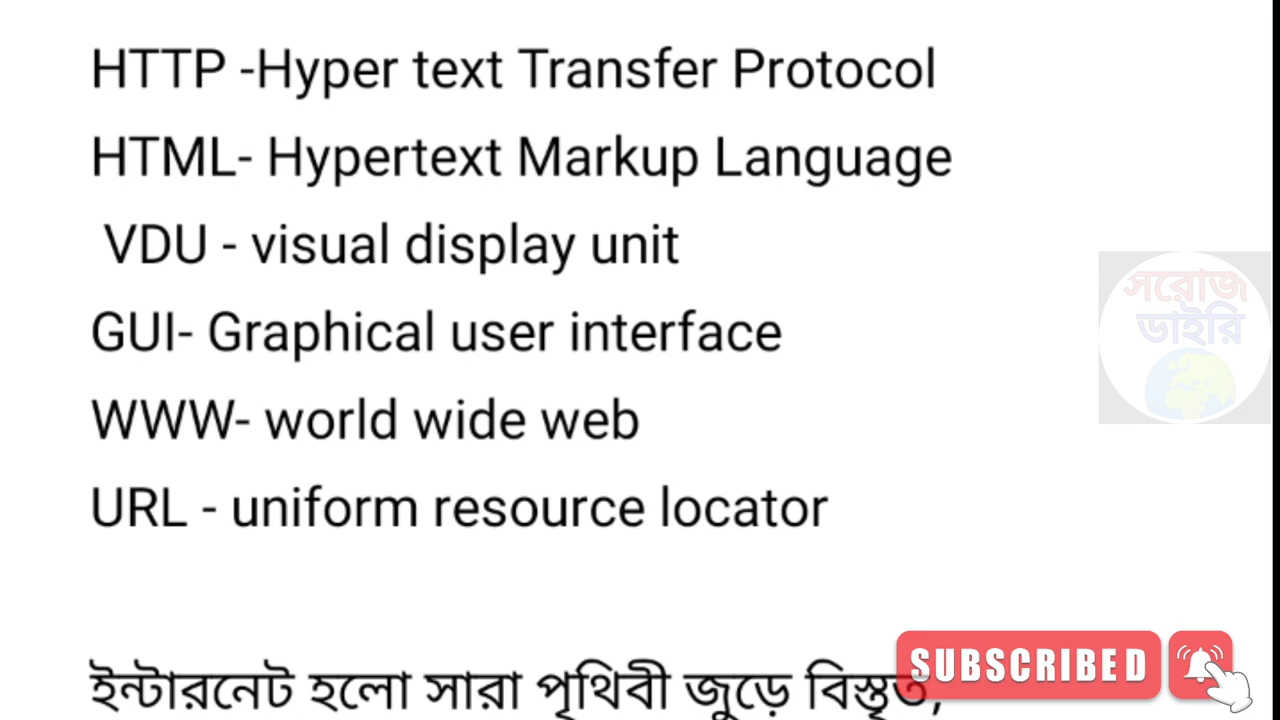 HTTP -Hyper text Transfer Protocol
HTML- Hypertext Markup Language
VDU - visual display unit
GUI- Graphical user interface
WWW- world wide web
URL - uniform resource locator
সরোজ
ডাইরি
ইন্টারনেট হলো সারা পৃথিবী জুড়ে বিস্তৃত,
SUBSCRIBED